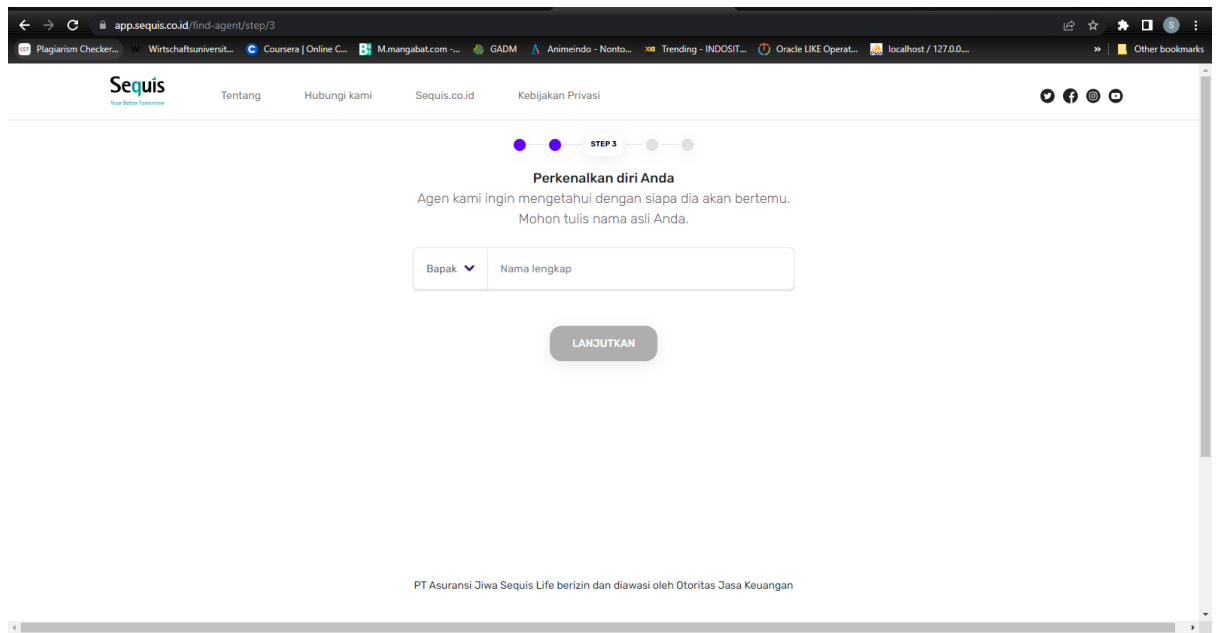 app.sequis.co.id/find-agent/step/3
S
SST Plagiarism Checker... W Wirtschaftsuniversit... C Coursera | Online C... M.mangabat.com -... GADM Animeindo - Nonto... XXI Trending - INDOSIT... Oracle LIKE Operat... localhost / 127.0.0.... » Other bookmarks
Sequis
Your Better Tomorrow
Tentang Hubungi kami Sequis.co.id Kebijakan Privasi
STEP 3
Perkenalkan diri Anda
Agen kami ingin mengetahui dengan siapa dia akan bertemu.
Mohon tulis nama asli Anda.
Bapak Nama lengkap
LANJUTKAN
PT Asuransi Jiwa Sequis Life berizin dan diawasi oleh Otoritas Jasa Keuangan